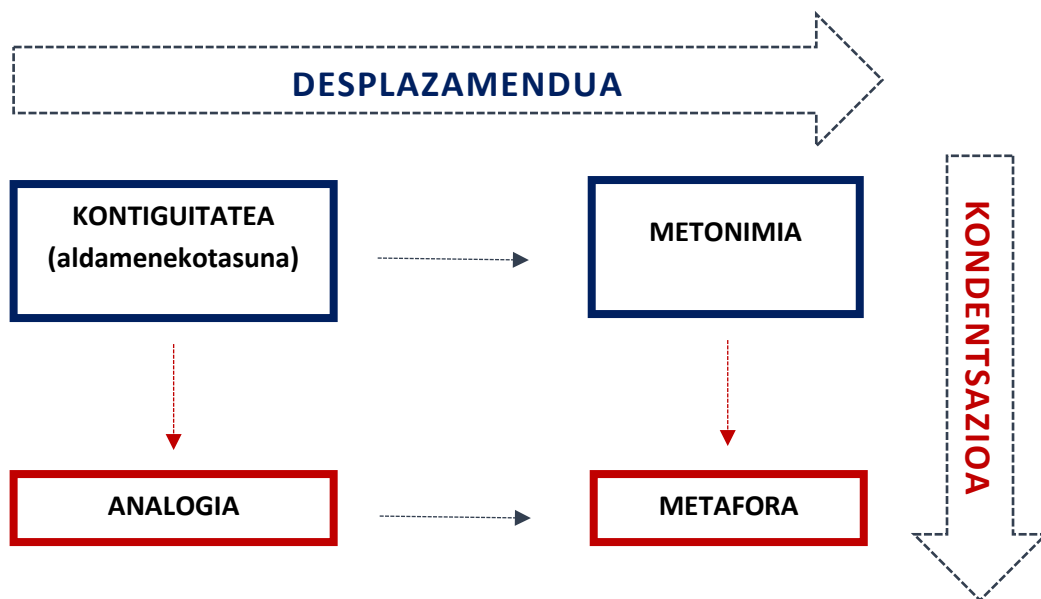 DESPLAZAMENDUA
KONTIGUITATEA
(aldamenekotasuna)
METONIMIA
KONDENTSAZIOA
ANALOGIA
METAFORA